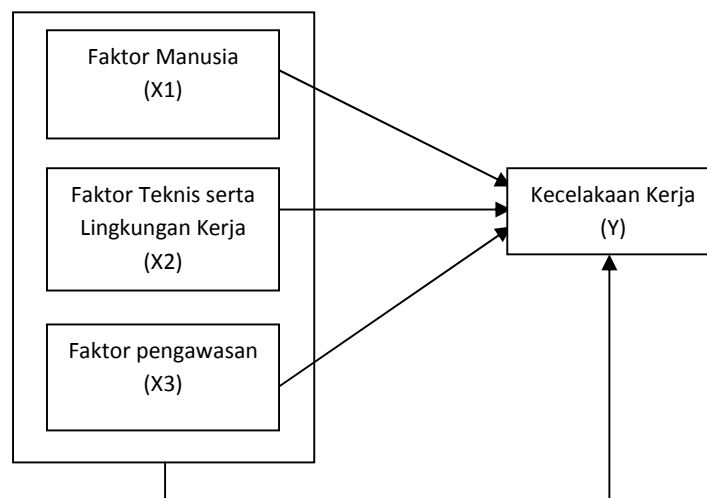 Faktor Manusia
(X1)
Faktor Teknis serta
Lingkungan Kerja
(X2)
Faktor pengawasan
(X3)
Kecelakaan Kerja
(Y)